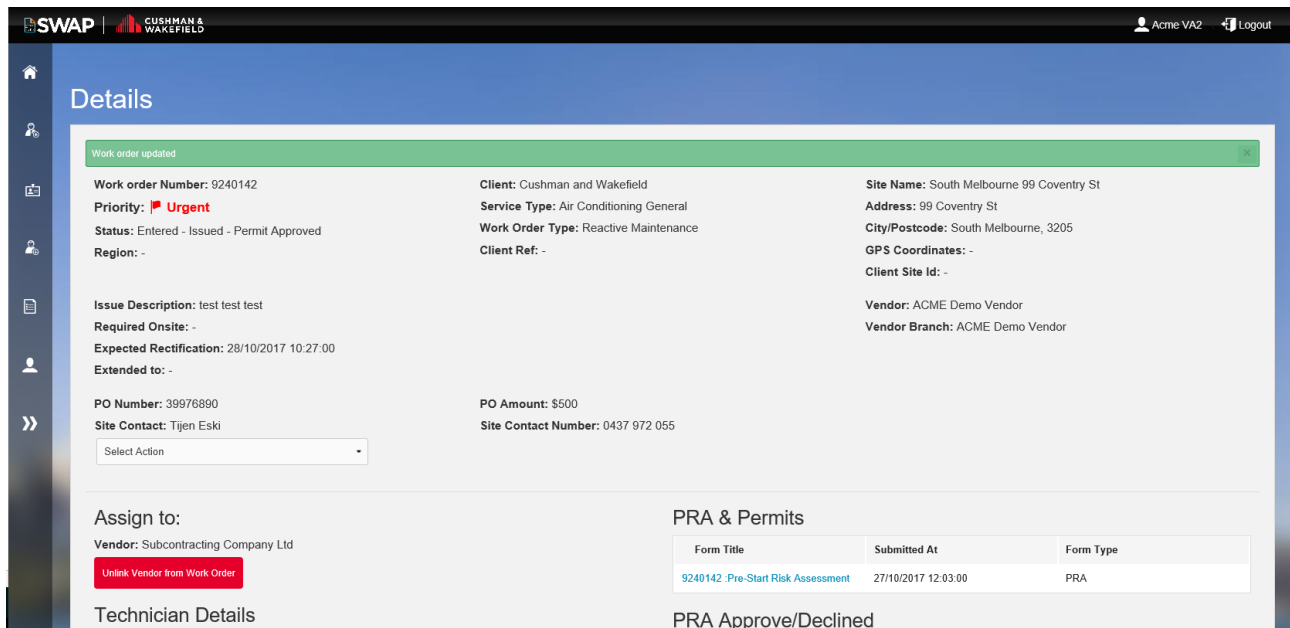 SWAP CUSHMAN & WAKEFIELD Acme VA2 Logout
Details
Work order updated ×
Work order Number: 9240142
Priority: Urgent
Status: Entered - Issued - Permit Approved
Region: -
Client: Cushman and Wakefield
Service Type: Air Conditioning General
Work Order Type: Reactive Maintenance
Client Ref: -
Site Name: South Melbourne 99 Coventry St
Address: 99 Coventry St
City/Postcode: South Melbourne, 3205
GPS Coordinates: -
Client Site Id: -
Issue Description: test test test
Required Onsite: -
Expected Rectification: 28/10/2017 10:27:00
Extended to: -
Vendor: ACME Demo Vendor
Vendor Branch: ACME Demo Vendor
PO Number: 39976890
Site Contact: Tijen Eski
PO Amount: $500
Site Contact Number: 0437 972 055
Select Action
Assign to:
Vendor: Subcontracting Company Ltd
Unlink Vendor from Work Order
Technician Details
PRA & Permits
Form Title Submitted At Form Type
9240142 :Pre-Start Risk Assessment 27/10/2017 12:03:00 PRA
PRA Approve/Declined